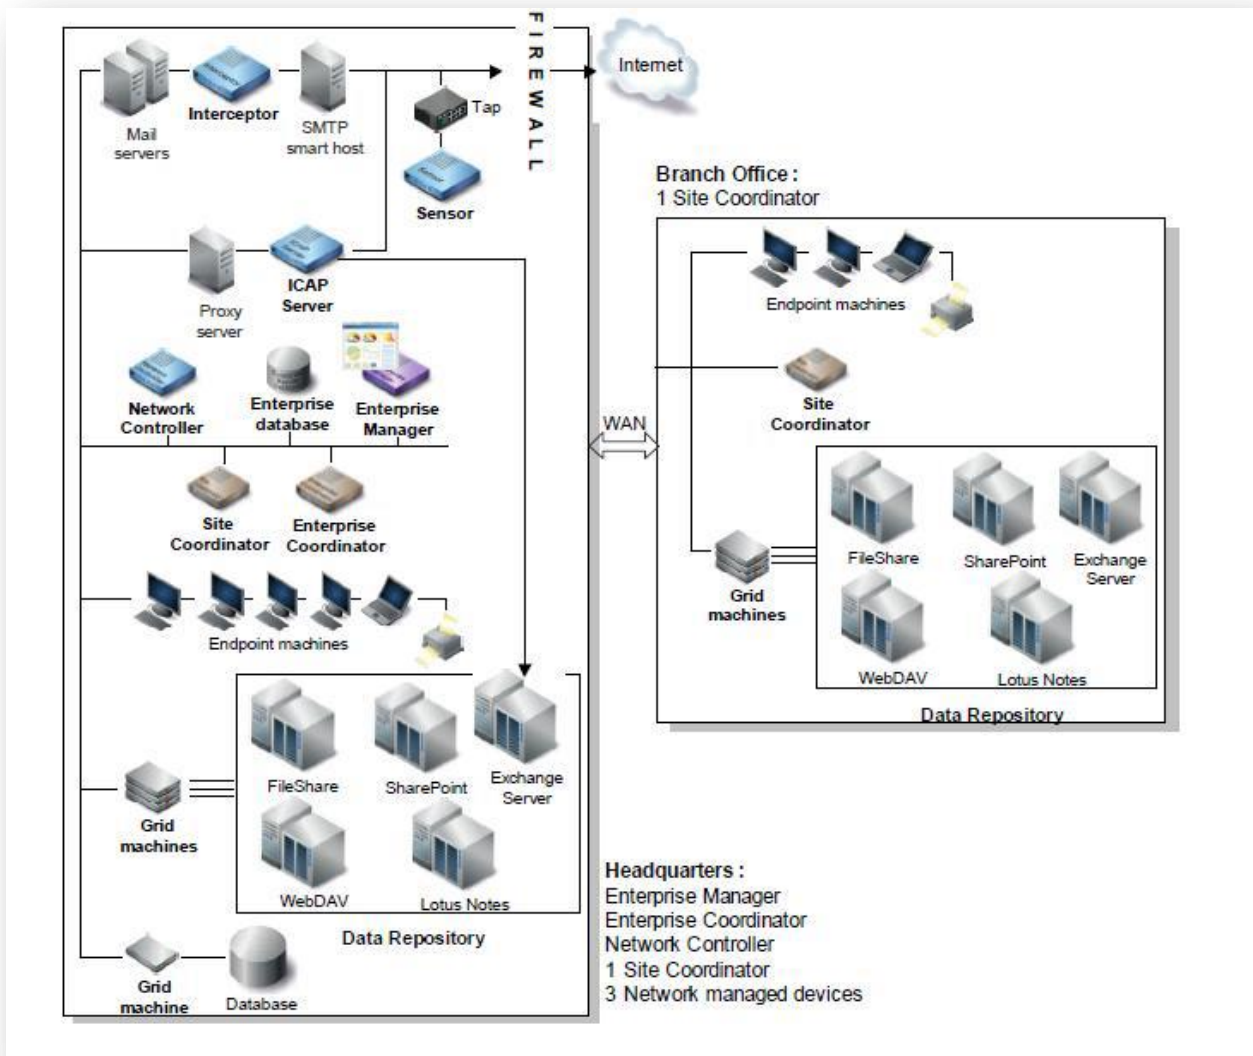 FIREWALL
Internet
Mail
servers
Interceptor
SMTP
smart host
Tap
Sensor
Proxy
server
ICAP
Server
Network
Controller
Enterprise
database
Enterprise
Manager
Site
Coordinator
Enterprise
Coordinator
Endpoint machines
Grid
machines
FileShare
SharePoint
Exchange
Server
WebDAV
Lotus Notes
Data Repository
Grid
machine
Database
WAN
Branch Office :
1 Site Coordinator
Endpoint machines
Site
Coordinator
Grid
machines
FileShare
SharePoint
Exchange
Server
WebDAV
Lotus Notes
Data Repository
Headquarters :
Enterprise Manager
Enterprise Coordinator
Network Controller
1 Site Coordinator
3 Network managed devices